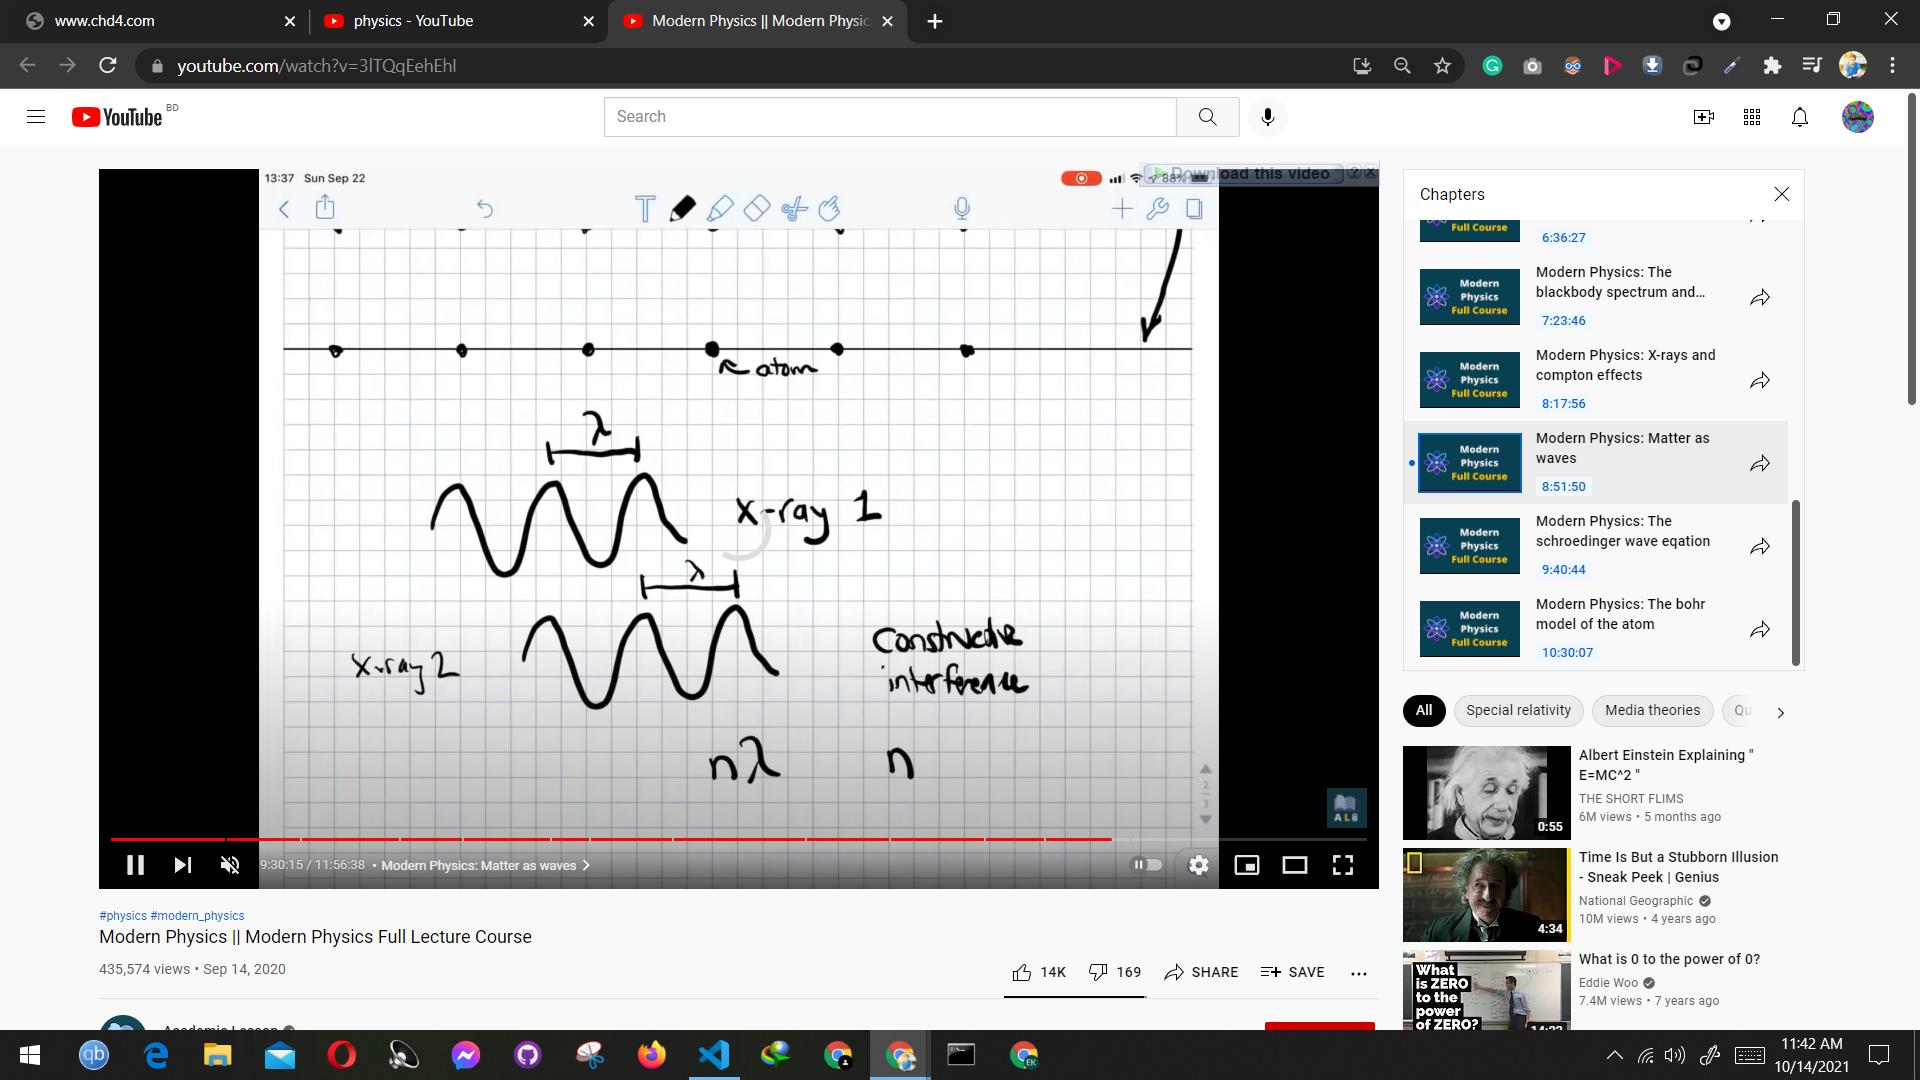 www.chd4.com
physics - YouTube
Modern Physics || Modern Physic
youtube.com/watch?v=3lTQqEehEhI
YouTube BD
Search
13:37 Sun Sep 22
88%
Download this video
atom
λ
x-ray 1
λ
x-ray 2
Constructive
interference
nλ n
2
3
9:30:15 / 11:56:38 • Modern Physics: Matter as waves
#physics #modern_physics
Modern Physics || Modern Physics Full Lecture Course
435,574 views • Sep 14, 2020
14K 169 SHARE SAVE
Chapters
Full Course
6:36:27
Modern Physics Full Course
Modern Physics: The
blackbody spectrum and...
7:23:46
Modern Physics Full Course
Modern Physics: X-rays and
compton effects
8:17:56
Modern Physics Full Course
Modern Physics: Matter as
waves
8:51:50
Modern Physics Full Course
Modern Physics: The
schroedinger wave eqation
9:40:44
Modern Physics Full Course
Modern Physics: The bohr
model of the atom
10:30:07
All Special relativity Media theories Qu
Albert Einstein Explaining "
E=MC^2 "
THE SHORT FLIMS
6M views • 5 months ago
0:55
Time Is But a Stubborn Illusion
- Sneak Peek | Genius
National Geographic
10M views • 4 years ago
4:34
What is 0 to the power of 0?
Eddie Woo
7.4M views • 7 years ago
What
is ZERO
to the
power
of ZERO?
11:42 AM
10/14/2021